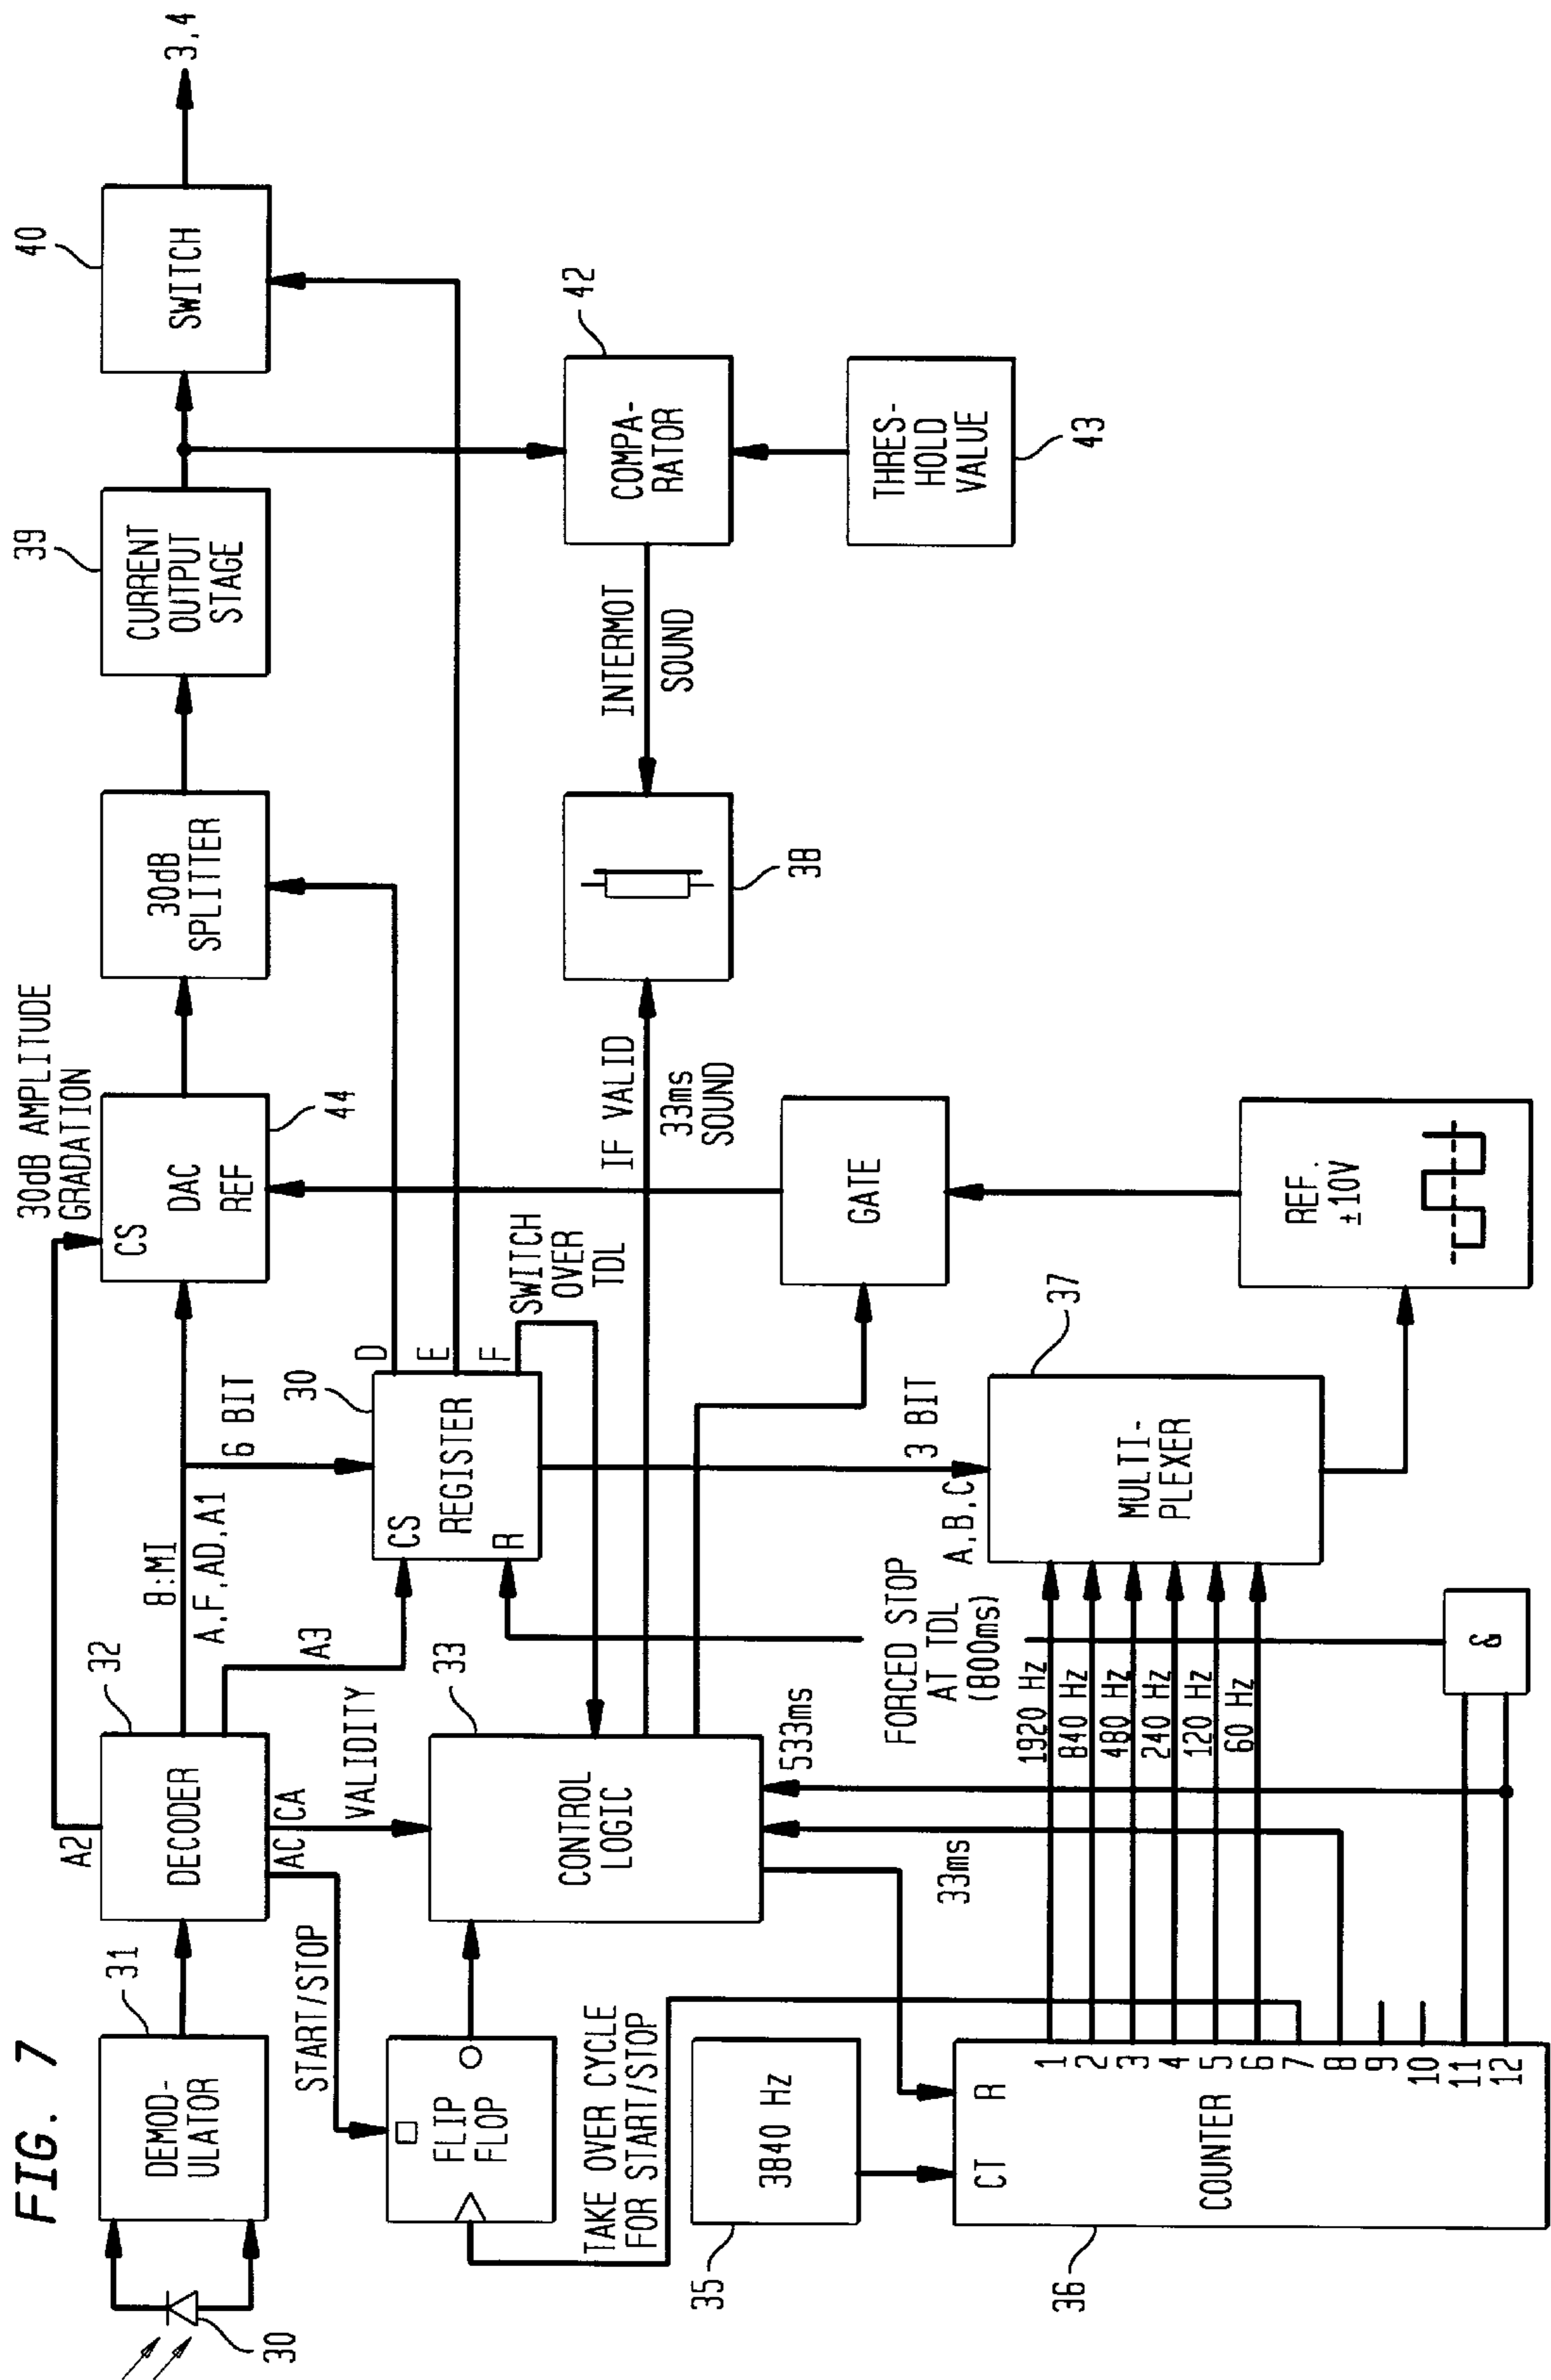 FIG. 7
30
DEMOD-
ULATOR
31
DECODER
32
A2
8:MI
A,F,AD,A1
A3
AC
CA
START/STOP
VALIDITY
6 BIT
30dB AMPLITUDE
GRADATION
CS
DAC
REF
44
30dB
SPLITTER
CURRENT
OUTPUT
STAGE
39
SWITCH
40
3,4
FLIP
FLOP
TAKE OVER CYCLE
FOR START/STOP
CONTROL
LOGIC
33
CS
REGISTER
R
30
D
E
F
SWITCH
OVER
TDL
IF VALID
33ms
SOUND
38
INTERMOT
SOUND
COMPA-
RATOR
42
THRES-
HOLD
VALUE
43
3840 Hz
35
33ms
533ms
FORCED STOP
AT TDL
(800ms)
A,B,C
3 BIT
GATE
CT
R
COUNTER
36
1
2
3
4
5
6
7
8
9
10
11
12
1920 Hz
840 Hz
480 Hz
240 Hz
120 Hz
60 Hz
MULTI-
PLEXER
37
REF.
±10V
&